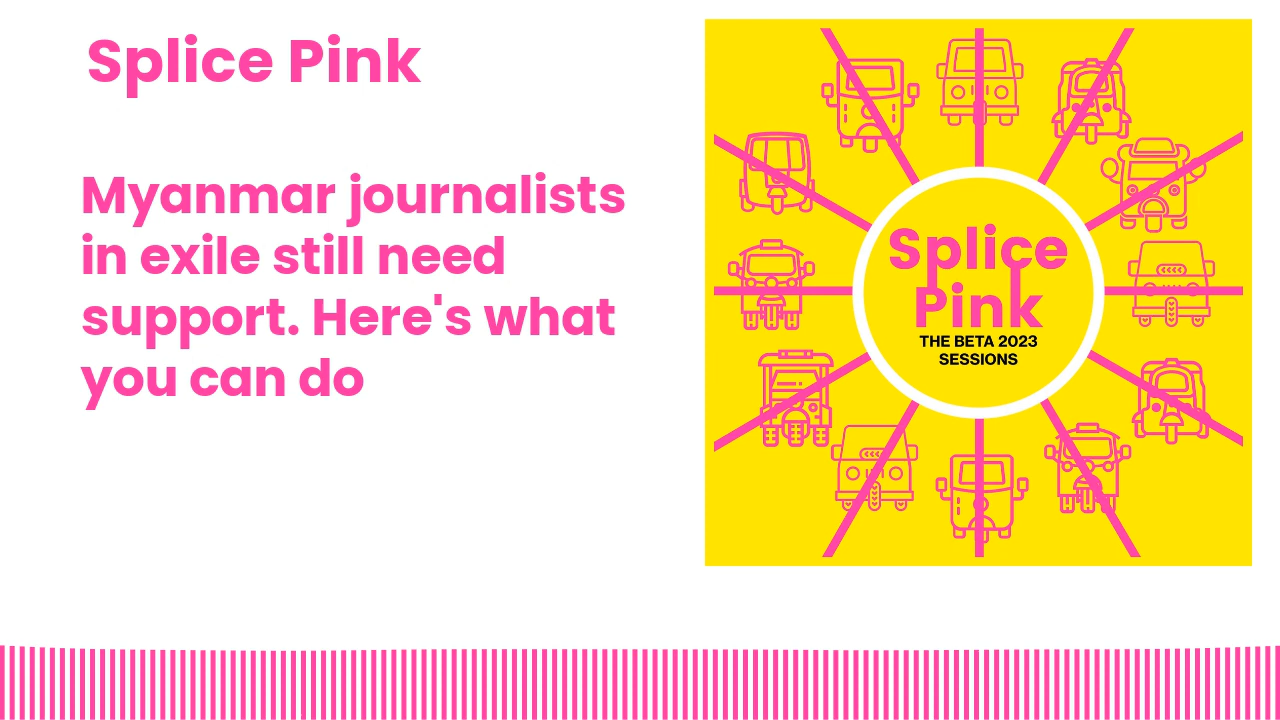 Splice Pink
Myanmar journalists
in exile still need
support. Here's what
you can do
Splice
Pink
THE BETA 2023
SESSIONS